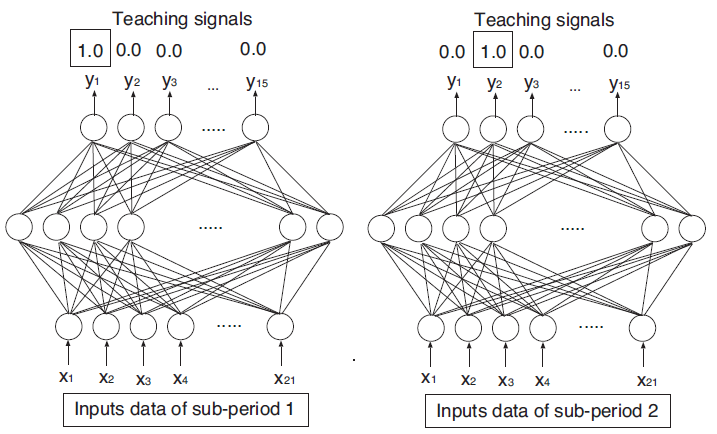 Teaching signals
1.0 0.0 0.0 0.0
y1 y2 y3 ... y15
.....
.....
.....
x1 x2 x3 x4 x21
Inputs data of sub-period 1
Teaching signals
0.0 1.0 0.0 0.0
y1 y2 y3 ... y15
.....
.....
.....
x1 x2 x3 x4 x21
Inputs data of sub-period 2